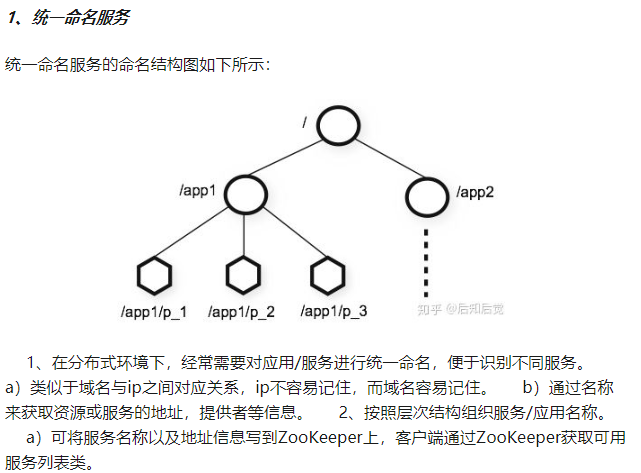 1、统一命名服务
统一命名服务的命名结构图如下所示：
/
/app1
/app2
/app1/p_1 /app1/p_2 /app1/p_3
知乎 @后知后觉
1、在分布式环境下，经常需要对应用/服务进行统一命名，便于识别不同服务。
a）类似于域名与ip之间对应关系，ip不容易记住，而域名容易记住。 b）通过名称
来获取资源或服务的地址，提供者等信息。 2、按照层次结构组织服务/应用名称。
a）可将服务名称以及地址信息写到ZooKeeper上，客户端通过ZooKeeper获取可用
服务列表类。